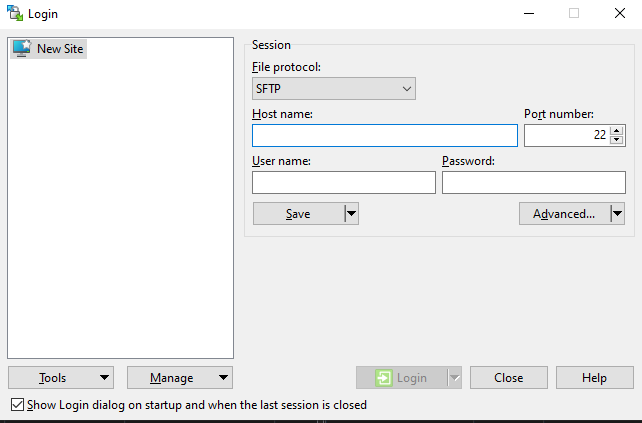 Login
New Site
Session
File protocol:
SFTP
Host name:
Port number:
22
User name:
Password:
Save
Advanced...
Tools
Manage
Login
Close
Help
Show Login dialog on startup and when the last session is closed